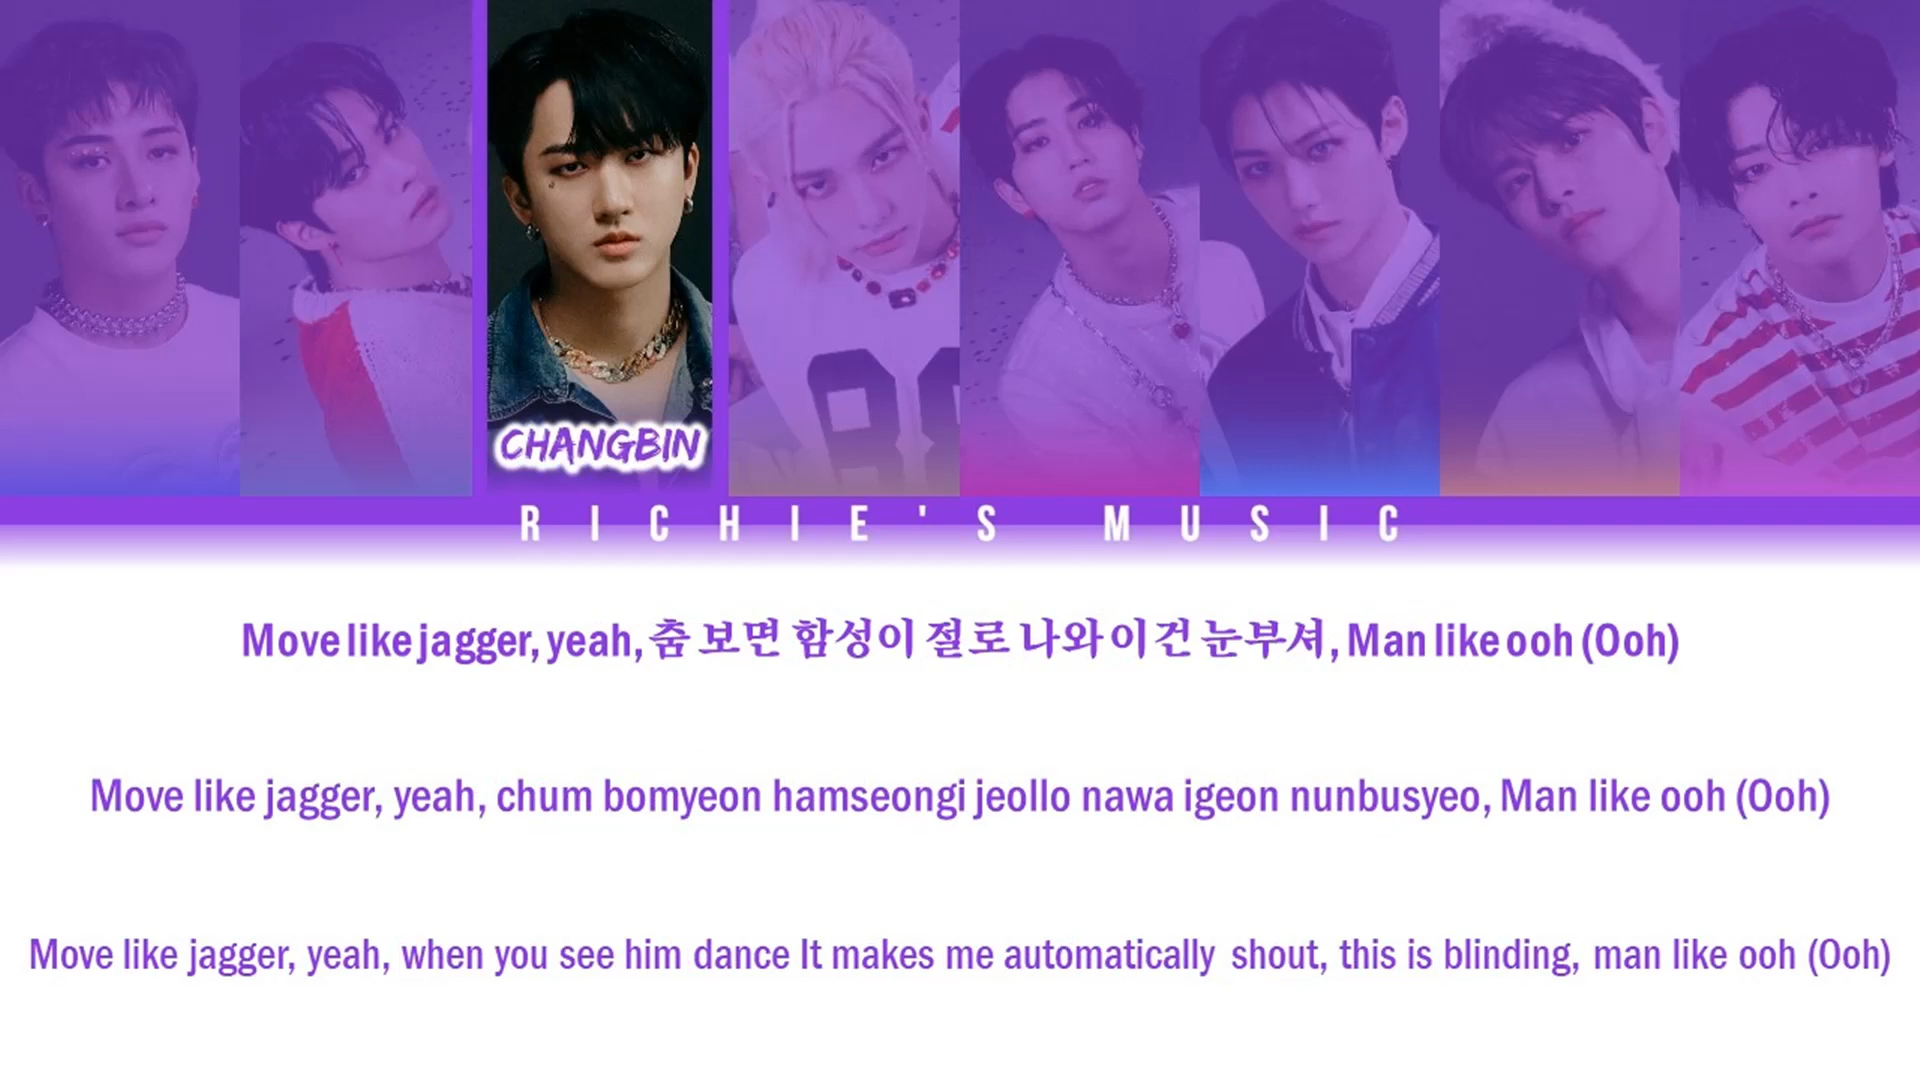 CHANGBIN
RICHIE'S MUSIC
Move like jagger, yeah, 춤 보면 함성이 절로 나와 이건 눈부셔, Man like ooh (Ooh)
Move like jagger, yeah, chum bomyeon hamseongi jeollo nawa igeon nunbusyeo, Man like ooh (Ooh)
Move like jagger, yeah, when you see him dance It makes me automatically shout, this is blinding, man like ooh (Ooh)